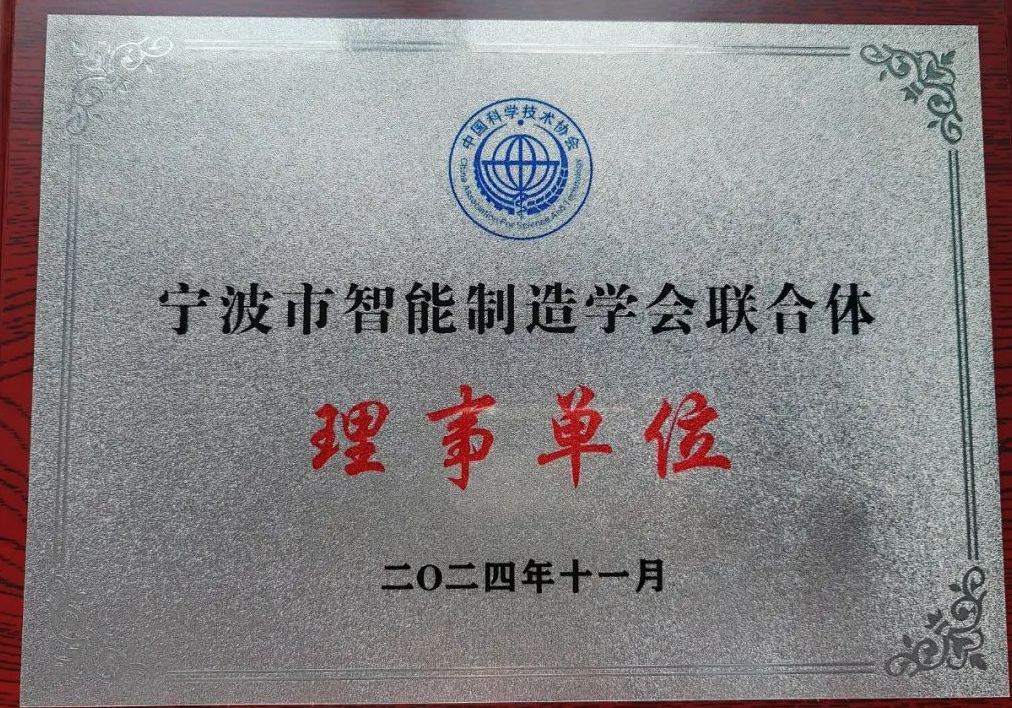 中国科学技术协会
China Association For Science And Technology
宁波市智能制造学会联合体
理事单位
二〇二四年十一月